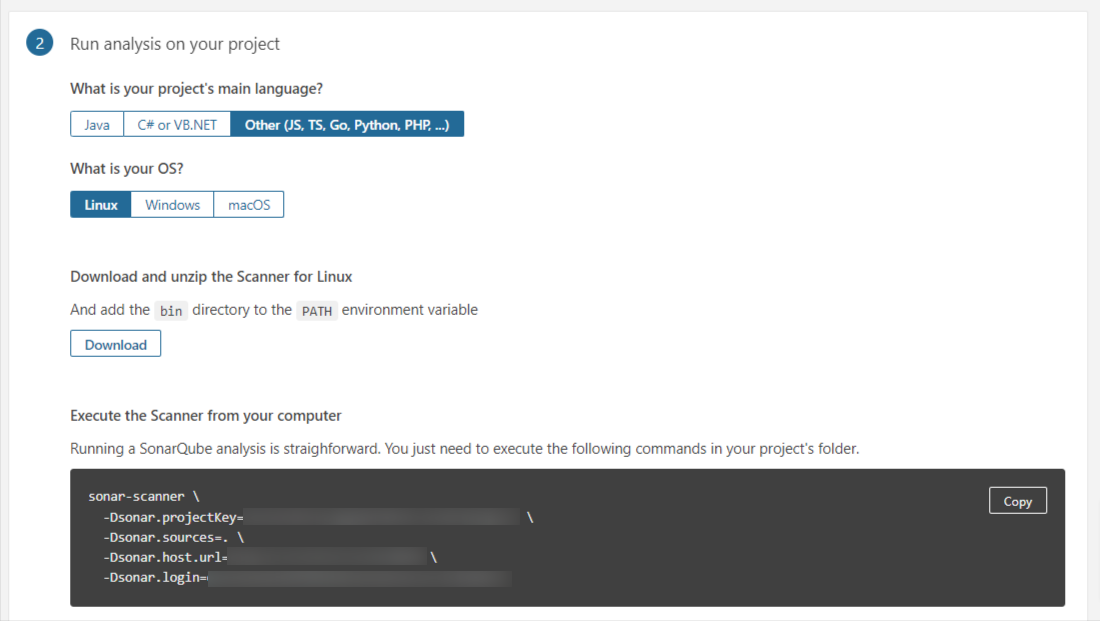 2 Run analysis on your project
What is your project's main language?
Java C# or VB.NET Other (JS, TS, Go, Python, PHP, ...)
What is your OS?
Linux Windows macOS
Download and unzip the Scanner for Linux
And add the bin directory to the PATH environment variable
Download
Execute the Scanner from your computer
Running a SonarQube analysis is straighforward. You just need to execute the following commands in your project's folder.
sonar-scanner \
Copy
-Dsonar.projectKey= \
-Dsonar.sources=. \
-Dsonar.host.url= \
-Dsonar.login=